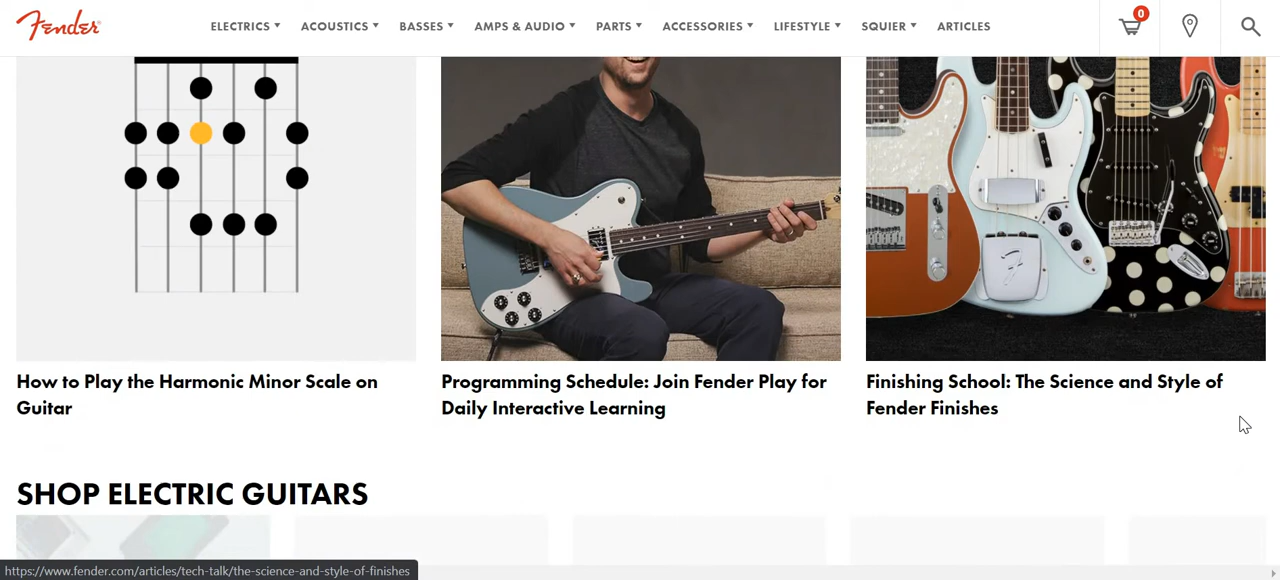 Fender
ELECTRICS ACOUSTICS BASSES AMPS & AUDIO PARTS ACCESSORIES LIFESTYLE SQUIER ARTICLES
0
How to Play the Harmonic Minor Scale on
Guitar
Programming Schedule: Join Fender Play for
Daily Interactive Learning
Finishing School: The Science and Style of
Fender Finishes
SHOP ELECTRIC GUITARS
https://www.fender.com/articles/tech-talk/the-science-and-style-of-finishes